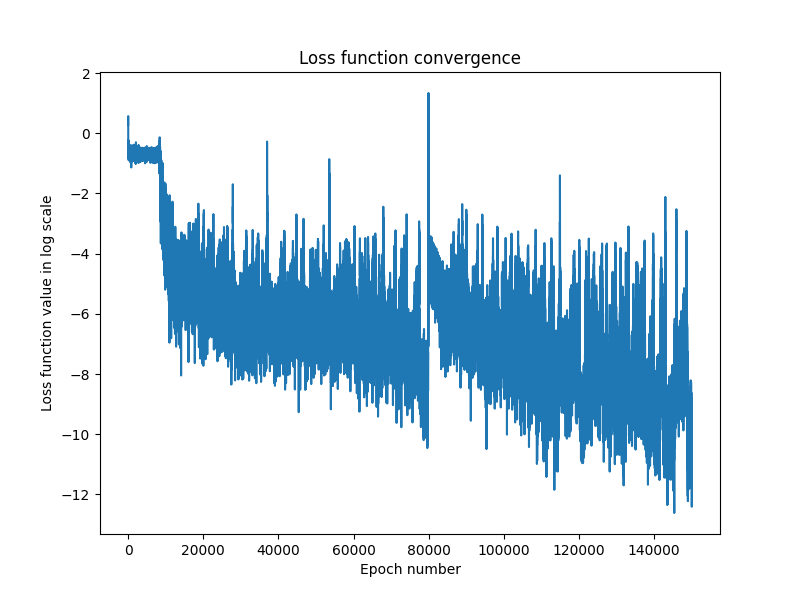 Loss function convergence
Loss function value in log scale
2
0
−2
−4
−6
−8
−10
−12
0 20000 40000 60000 80000 100000 120000 140000
Epoch number